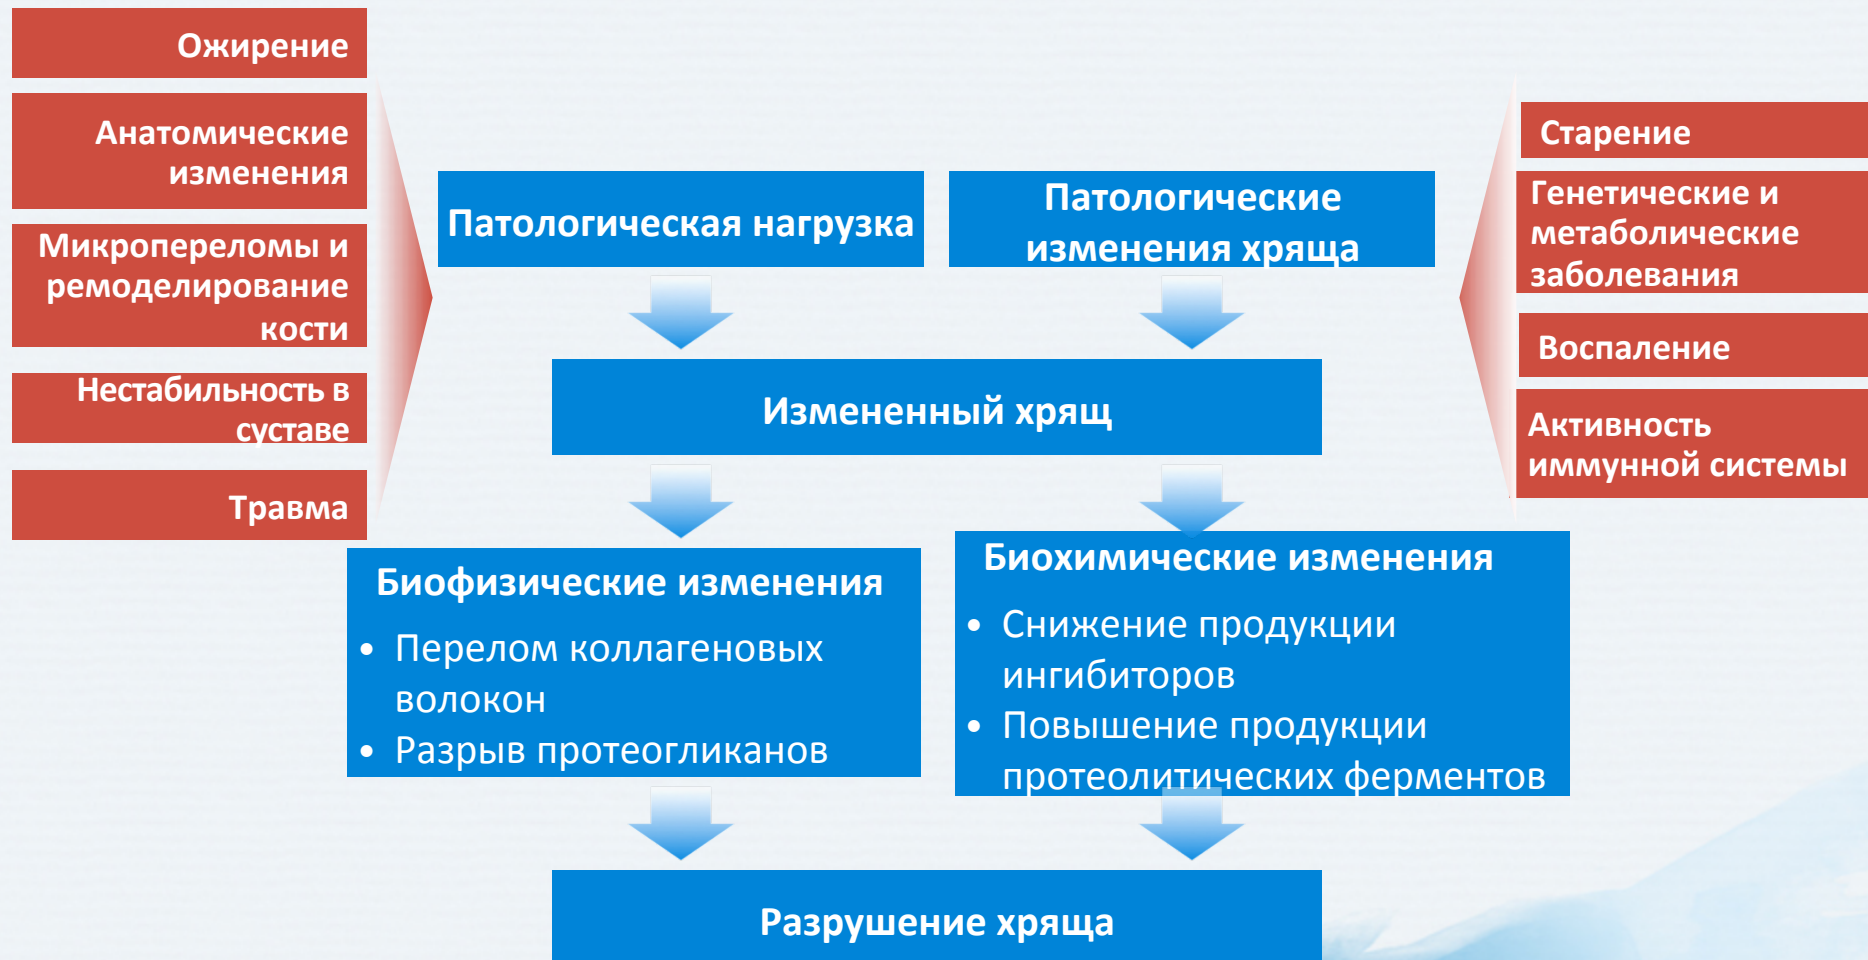 Ожирение
Анатомические
изменения
Микропереломы и
ремоделирование
кости
Нестабильность в
суставе
Травма
Патологическая нагрузка
Патологические
изменения хряща
Старение
Генетические и
метаболические
заболевания
Воспаление
Активность
иммунной системы
Измененный хрящ
Биофизические изменения
• Перелом коллагеновых
волокон
• Разрыв протеогликанов
Биохимические изменения
• Снижение продукции
ингибиторов
• Повышение продукции
протеолитических ферментов
Разрушение хряща